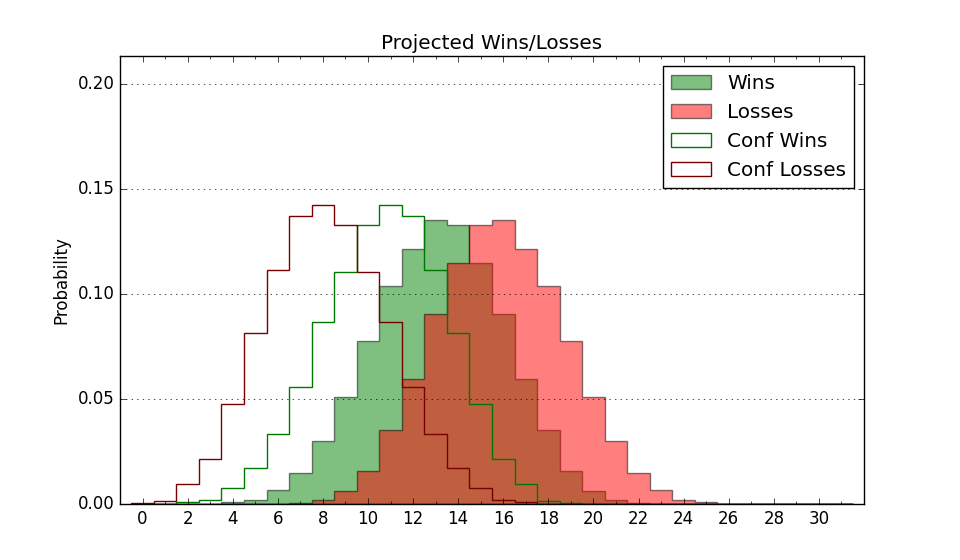 Projected Wins/Losses
Wins
Losses
Conf Wins
Conf Losses
Probability
0.20
0.15
0.10
0.05
0.00
0 2 4 6 8 10 12 14 16 18 20 22 24 26 28 30